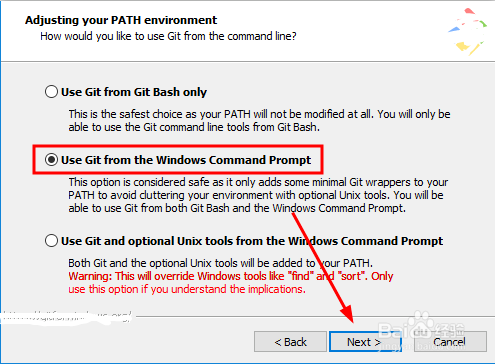 Adjusting your PATH environment
How would you like to use Git from the command line?
Use Git from Git Bash only
This is the safest choice as your PATH will not be modified at all. You will only be
able to use the Git command line tools from Git Bash.
Use Git from the Windows Command Prompt
This option is considered safe as it only adds some minimal Git wrappers to your
PATH to avoid cluttering your environment with optional Unix tools. You will be
able to use Git from both Git Bash and the Windows Command Prompt.
Use Git and optional Unix tools from the Windows Command Prompt
Both Git and the optional Unix tools will be added to your PATH.
Warning: This will override Windows tools like "find" and "sort". Only
use this option if you understand the implications.
< Back
Next >
Cancel
Bai 经验